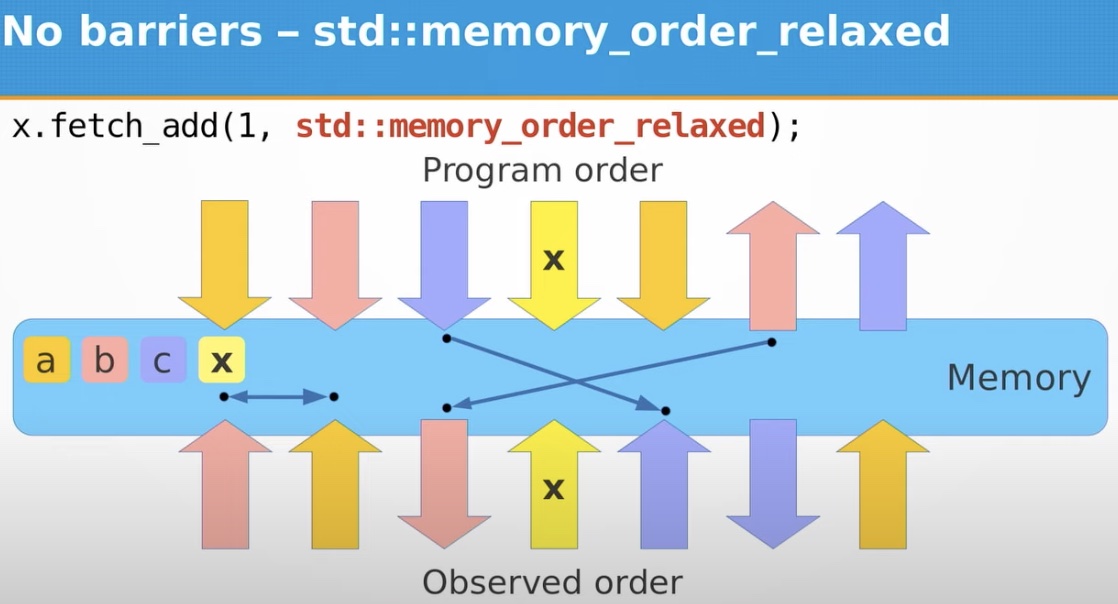 No barriers – std::memory_order_relaxed
x.fetch_add(1, std::memory_order_relaxed);
Program order
x
a b c x
Memory
x
Observed order